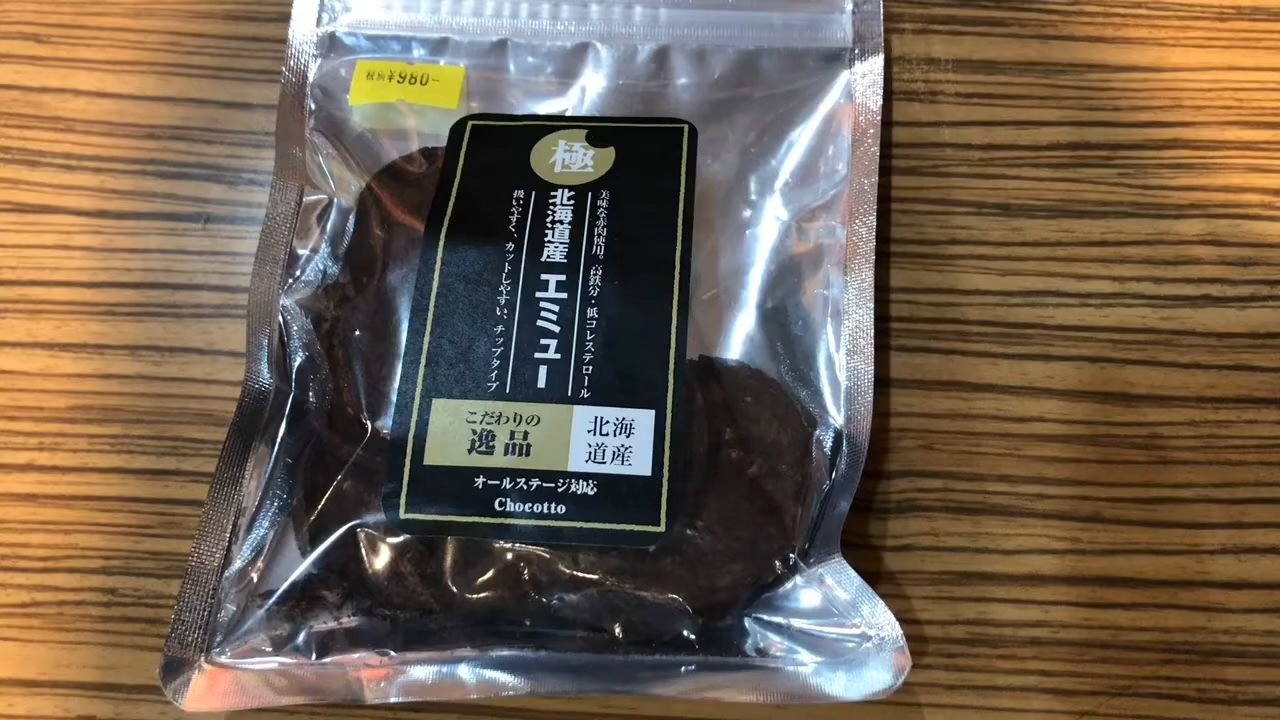 税別¥980-
極
美味な赤肉使用。高鉄分・低コレステロール
北海道産 エミュー
扱いやすく、カットしやすい、チップタイプ
こだわりの
逸品
北海
道産
オールステージ対応
Chocotto